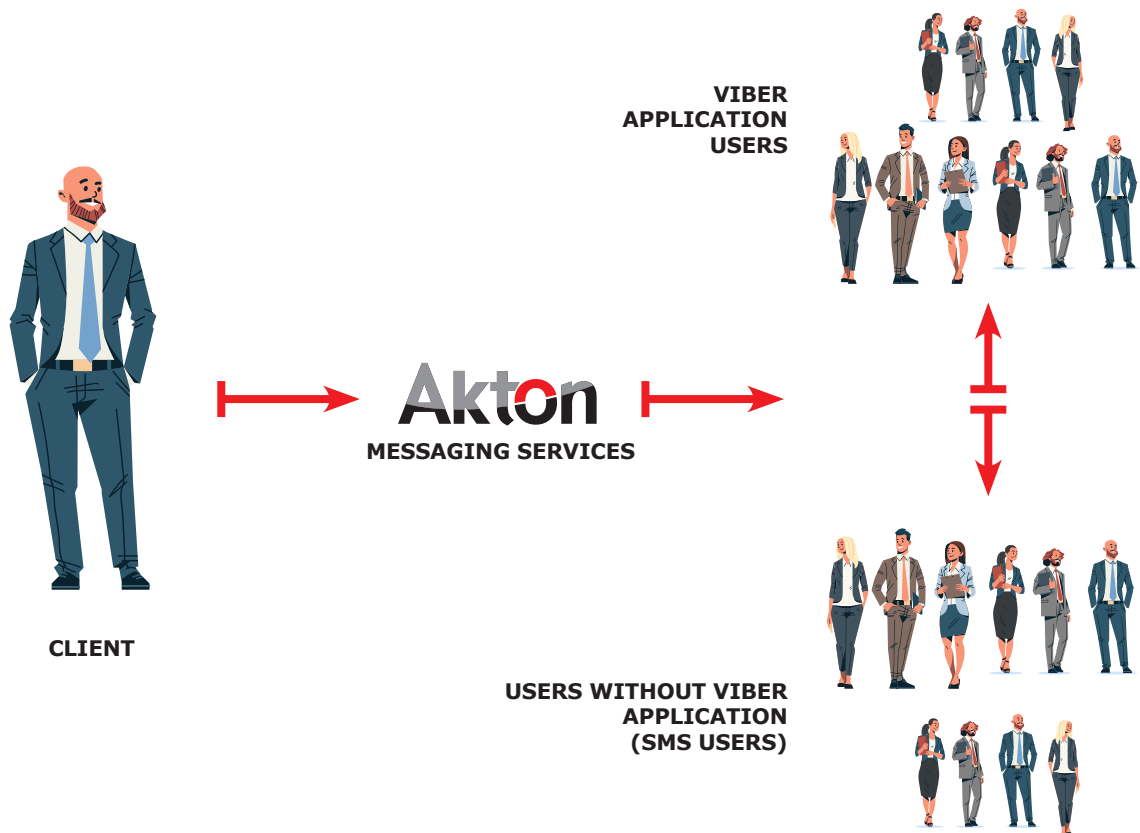 VIBER
APPLICATION
USERS
Akton
MESSAGING SERVICES
CLIENT
USERS WITHOUT VIBER
APPLICATION
(SMS USERS)